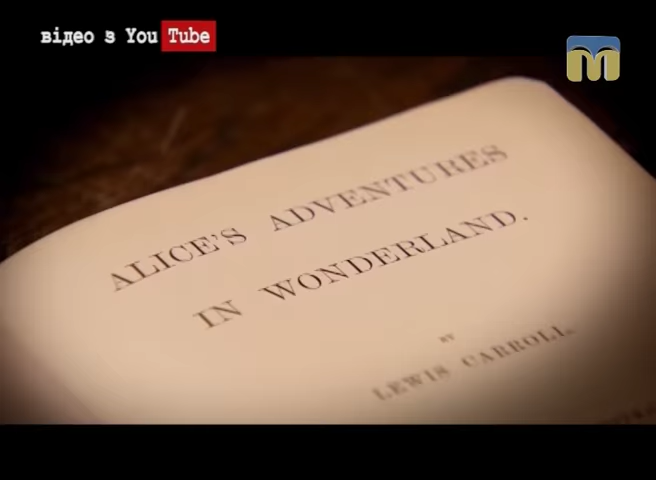 відео з YouTube
ALICE'S ADVENTURES
IN WONDERLAND.
BY
LEWIS CARROLL.